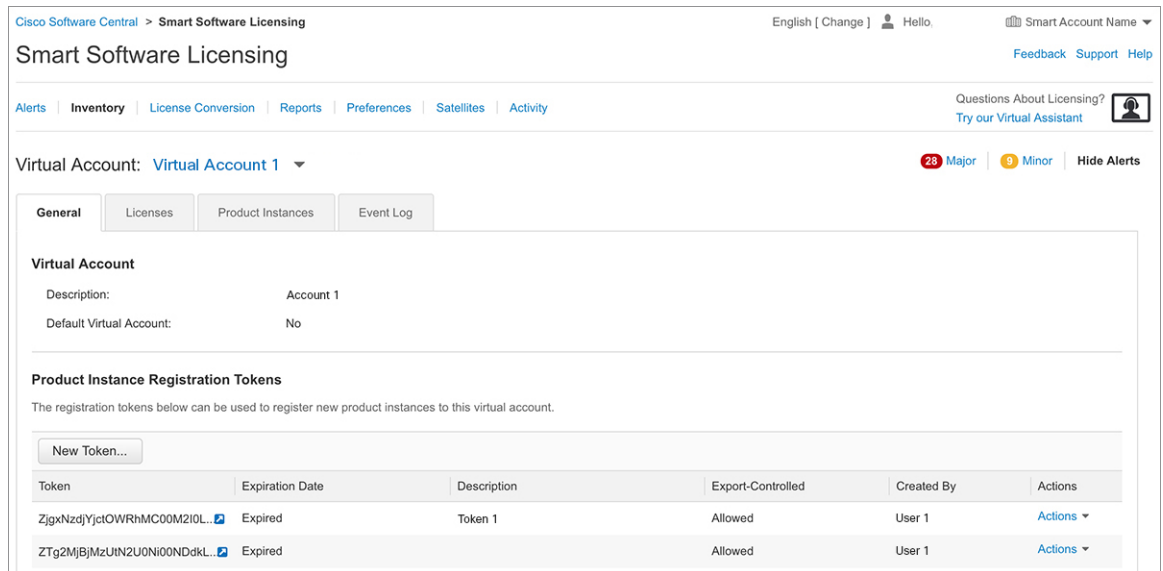 Cisco Software Central > Smart Software Licensing English [ Change ] Hello, Smart Account Name
Smart Software Licensing Feedback Support Help
Alerts Inventory License Conversion Reports Preferences Satellites Activity Questions About Licensing?
Try our Virtual Assistant
Virtual Account: Virtual Account 1 28 Major 9 Minor Hide Alerts
General Licenses Product Instances Event Log
Virtual Account
Description: Account 1
Default Virtual Account: No
Product Instance Registration Tokens
The registration tokens below can be used to register new product instances to this virtual account.
New Token...
Token Expiration Date Description Export-Controlled Created By Actions
ZjgxNzdjYjctOWRhMC00M2I0L... Expired Token 1 Allowed User 1 Actions
ZTg2MjBjMzUtN2U0Ni00NDdkL... Expired Allowed User 1 Actions